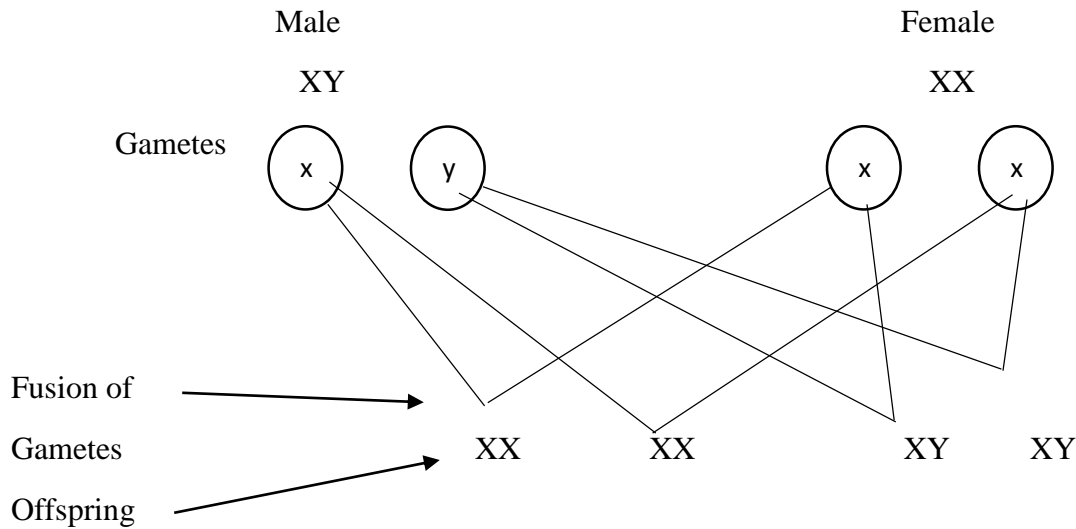 Male Female
XY XX
Gametes
x y x x
Fusion of
Gametes XX XX XY XY
Offspring